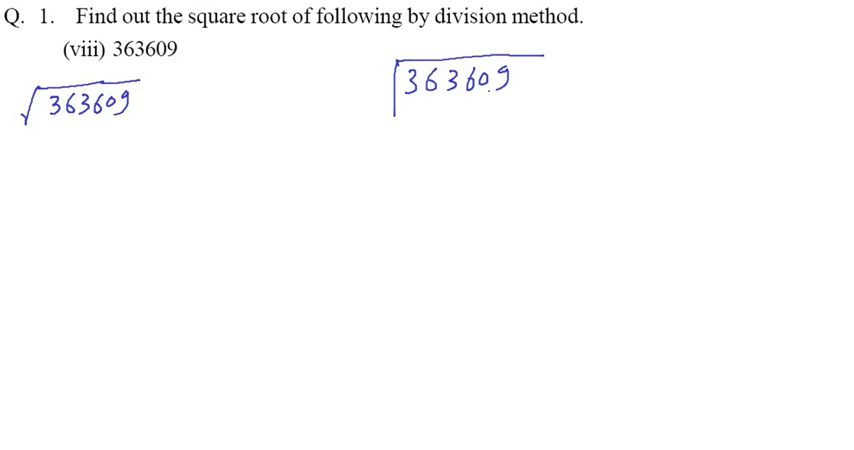 Q. 1. Find out the square root of following by division method.
(viii) 363609
√363609
363609